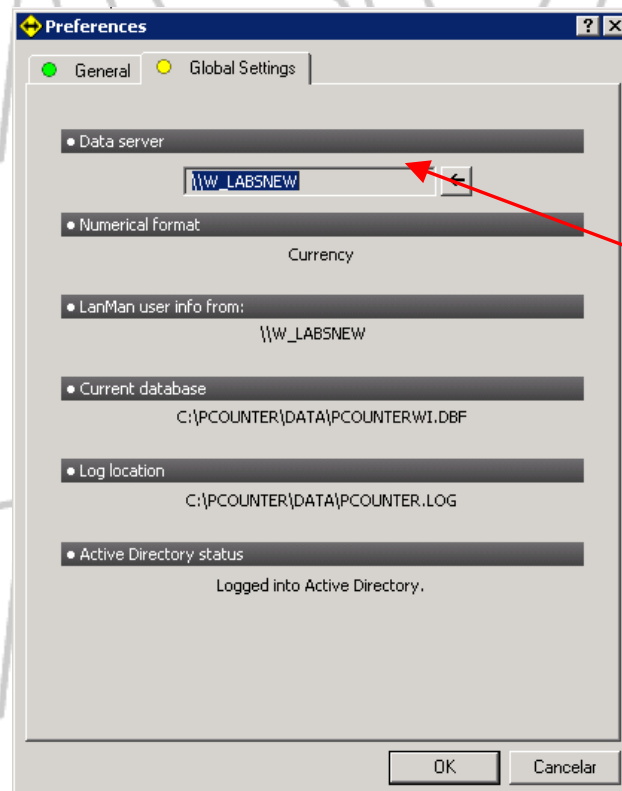 Preferences
General Global Settings
Data server
\\W_LABSNEW
Numerical format
Currency
LanMan user info from:
\\W_LABSNEW
Current database
C:\PCOUNTER\DATA\PCOUNTERWI.DBF
Log location
C:\PCOUNTER\DATA\PCOUNTER.LOG
Active Directory status
Logged into Active Directory.
OK Cancelar